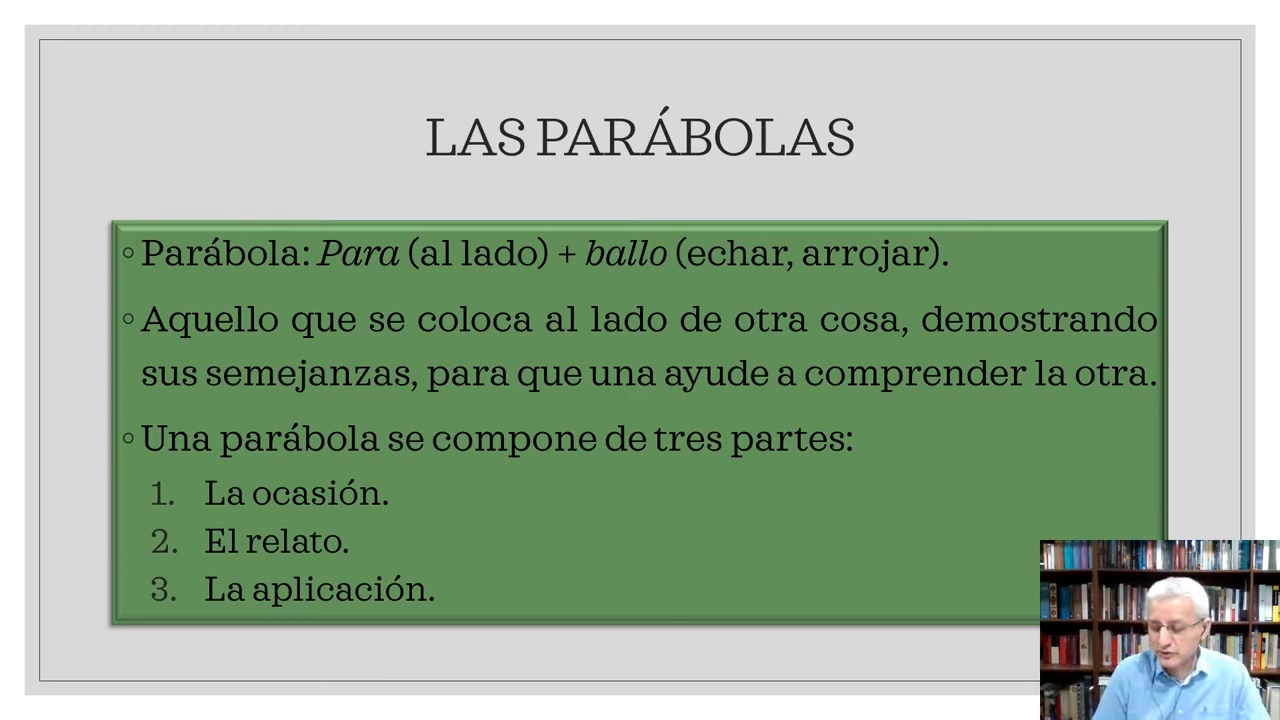 LAS PARÁBOLAS
◦ Parábola: Para (al lado) + ballo (echar, arrojar).
◦ Aquello que se coloca al lado de otra cosa, demostrando
sus semejanzas, para que una ayude a comprender la otra.
◦ Una parábola se compone de tres partes:
1. La ocasión.
2. El relato.
3. La aplicación.